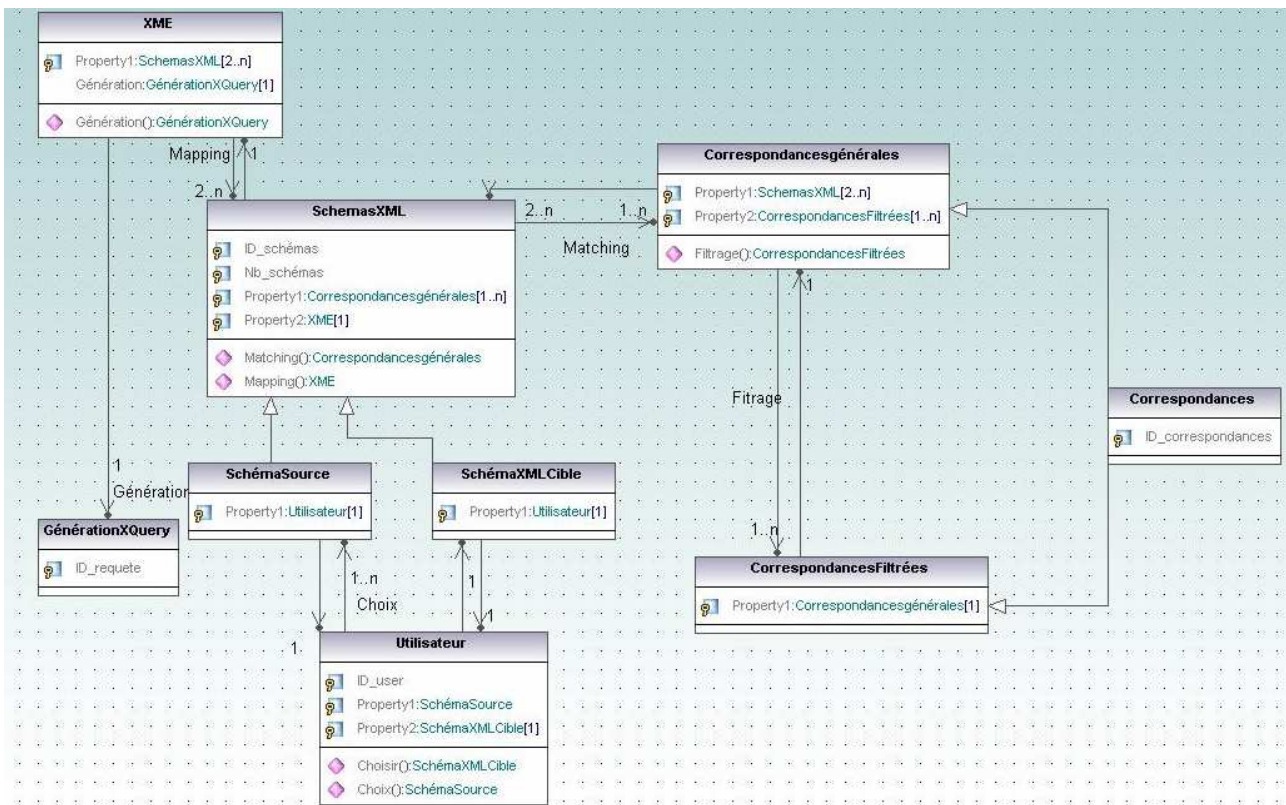 XME
Property1:SchemasXML[2..n]
Génération:GénérationXQuery[1]
Génération():GénérationXQuery
Mapping
1
2..n
SchemasXML
ID_schémas
Nb_schémas
Property1:Correspondancesgénérales[1..n]
Property2:XME[1]
Matching():Correspondancesgénérales
Mapping():XME
2..n
1..n
Matching
Correspondancesgénérales
Property1:SchemasXML[2..n]
Property2:CorrespondancesFiltrées[1..n]
Fitrage():CorrespondancesFiltrées
1
Fitrage
1..n
Correspondances
ID_correspondances
CorrespondancesFiltrées
Property1:Correspondancesgénérales[1]
1
Génération
GénérationXQuery
ID_requete
SchémaSource
Property1:Utilisateur[1]
SchémaXMLCible
Property1:Utilisateur[1]
1..n
Choix
1
1
1
Utilisateur
ID_user
Property1:SchémaSource
Property2:SchémaXMLCible[1]
Choisir():SchémaXMLCible
Choix():SchémaSource